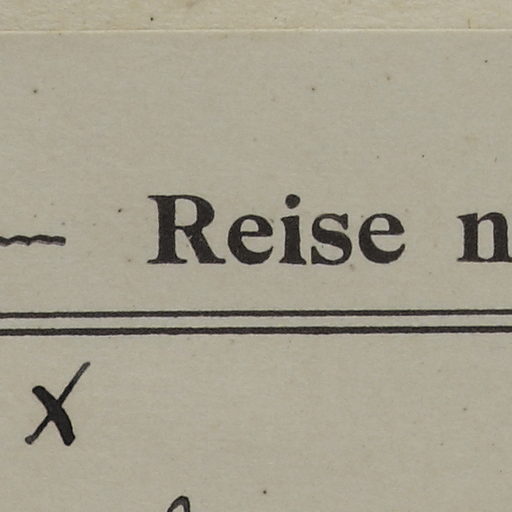 Reise n
x